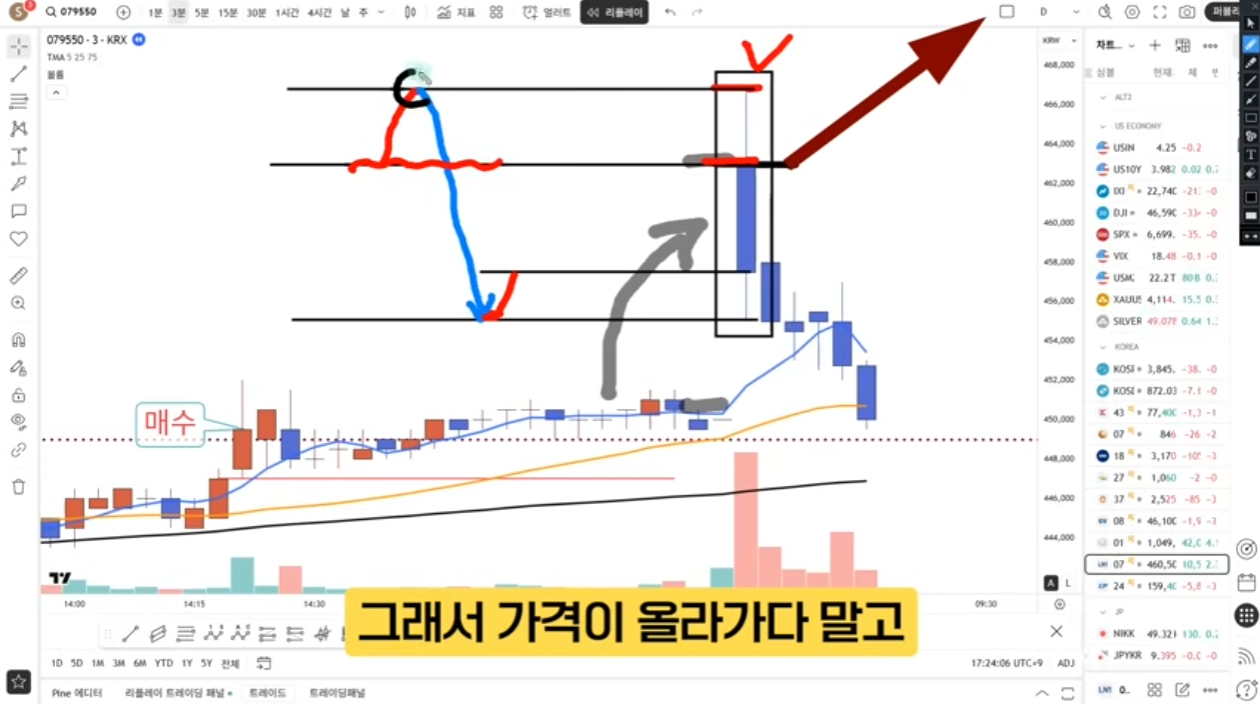 S 3 079550 1분 3분 5분 15분 30분 1시간 4시간 날 주 지표 얼러트 리플레이 D 퍼블
079550 · 3 · KRX
TMA 5 25 75
볼륨
매수
KRW
468,000
466,000
464,000
462,000
460,000
458,000
456,000
454,000
452,000
450,000
448,000
446,000
444,000
A L
14:00 14:15 14:30 09:30
그래서 가격이 올라가다 말고
1D 5D 1M 3M 6M YTD 1Y 5Y 전체 17:24:06 UTC+9 ADJ
Pine 에디터 리플레이 트레이딩 패널 트레이드 트레이딩패널
차트...
심볼 현재. 체
ALT2
US ECONOMY
USIN 4.25 -0.2
US10Y 3.982 0.02 0.
IXI 22,740 -21 -0
DJI 46,590 -33 -0
SPX 6,699. -35. -0
VIX 18.48 -0.1 -0
USM 22.2T 80B 0.
XAUUS 4,114. 15.5 0.
SILVER 49.078 0.64 1.
KOREA
KOSI 3,845. -38. -0
KOSI 872.03 -7.1 -0
43 77,400 -1,3 -1
07 846 -26 -2
18 3,170 -10 -3
27 1,060 -2 -0
37 2,525 -85 -3
08 46,100 -1,9 -3
01 1,049, 42,0 4.
07 460,50 10,5 2.
24 159,40 -5,8 -3
JP
NIKK 49,321 130. 0.2
JPYKR 9.395 -0.0 -0
LN1 0..